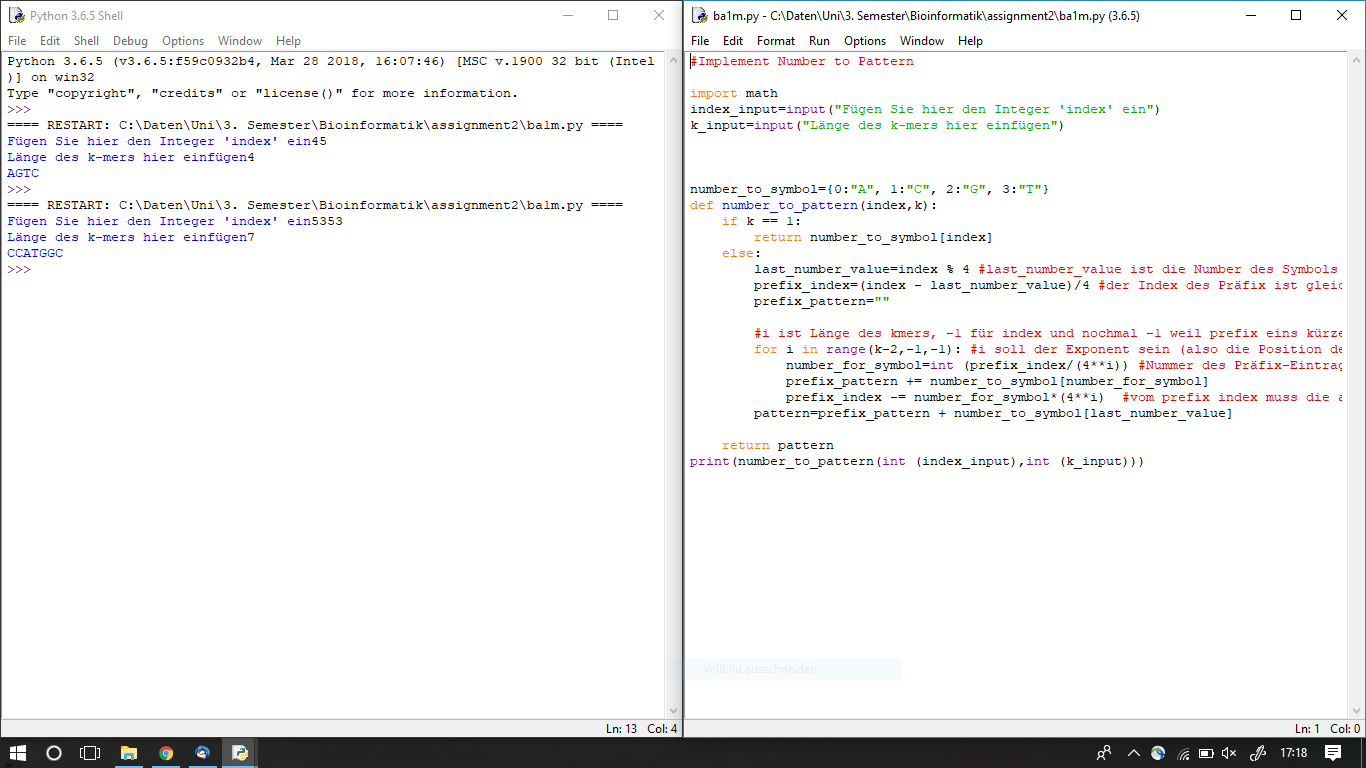 Python 3.6.5 Shell
File Edit Shell Debug Options Window Help
Python 3.6.5 (v3.6.5:f59c0932b4, Mar 28 2018, 16:07:46) [MSC v.1900 32 bit (Intel
)] on win32
Type "copyright", "credits" or "license()" for more information.
>>>
==== RESTART: C:\Daten\Uni\3. Semester\Bioinformatik\assignment2\ba1m.py ====
Fügen Sie hier den Integer 'index' ein45
Länge des k-mers hier einfügen4
AGTC
>>>
==== RESTART: C:\Daten\Uni\3. Semester\Bioinformatik\assignment2\ba1m.py ====
Fügen Sie hier den Integer 'index' ein5353
Länge des k-mers hier einfügen7
CCATGGC
>>>
Ln: 13 Col: 4
ba1m.py - C:\Daten\Uni\3. Semester\Bioinformatik\assignment2\ba1m.py (3.6.5)
File Edit Format Run Options Window Help
#Implement Number to Pattern
import math
index_input=input("Fügen Sie hier den Integer 'index' ein")
k_input=input("Länge des k-mers hier einfügen")
number_to_symbol={0:"A", 1:"C", 2:"G", 3:"T"}
def number_to_pattern(index,k):
    if k == 1:
        return number_to_symbol[index]
    else:
        last_number_value=index % 4 #last_number_value ist die Number des Symbols
        prefix_index=(index - last_number_value)/4 #der Index des Präfix ist gleic
        prefix_pattern=""
        #i ist Länge des kmers, -1 für index und nochmal -1 weil prefix eins kürze
        for i in range(k-2,-1,-1): #i soll der Exponent sein (also die Position de
            number_for_symbol=int (prefix_index/(4**i)) #Nummer des Präfix-Eintrag
            prefix_pattern += number_to_symbol[number_for_symbol]
            prefix_index -= number_for_symbol*(4**i)  #vom prefix index muss die a
        pattern=prefix_pattern + number_to_symbol[last_number_value]
    return pattern
print(number_to_pattern(int (index_input),int (k_input)))
Vollbild ausschneiden
Ln: 1 Col: 0
17:18